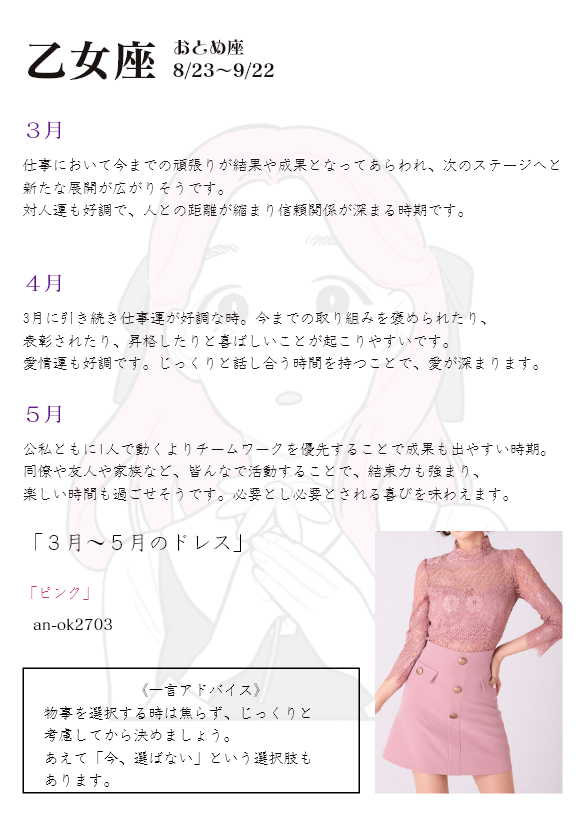 乙女座
おとめ座
8/23〜9/22
３月
仕事において今までの頑張りが結果や成果となってあらわれ、次のステージへと
新たな展開が広がりそうです。
対人運も好調で、人との距離が縮まり信頼関係が深まる時期です。
４月
3月に引き続き仕事運が好調な時。今までの取り組みを褒められたり、
表彰されたり、昇格したりと喜ばしいことが起こりやすいです。
愛情運も好調です。じっくりと話し合う時間を持つことで、愛が深まります。
５月
公私ともに1人で動くよりチームワークを優先することで成果も出やすい時期。
同僚や友人や家族など、皆んなで活動することで、結束力も強まり、
楽しい時間も過ごせそうです。必要とし必要とされる喜びを味わえます。
「３月〜５月のドレス」
「ピンク」
an-ok2703
《一言アドバイス》
物事を選択する時は焦らず、じっくりと
考慮してから決めましょう。
あえて「今、選ばない」という選択肢も
あります。